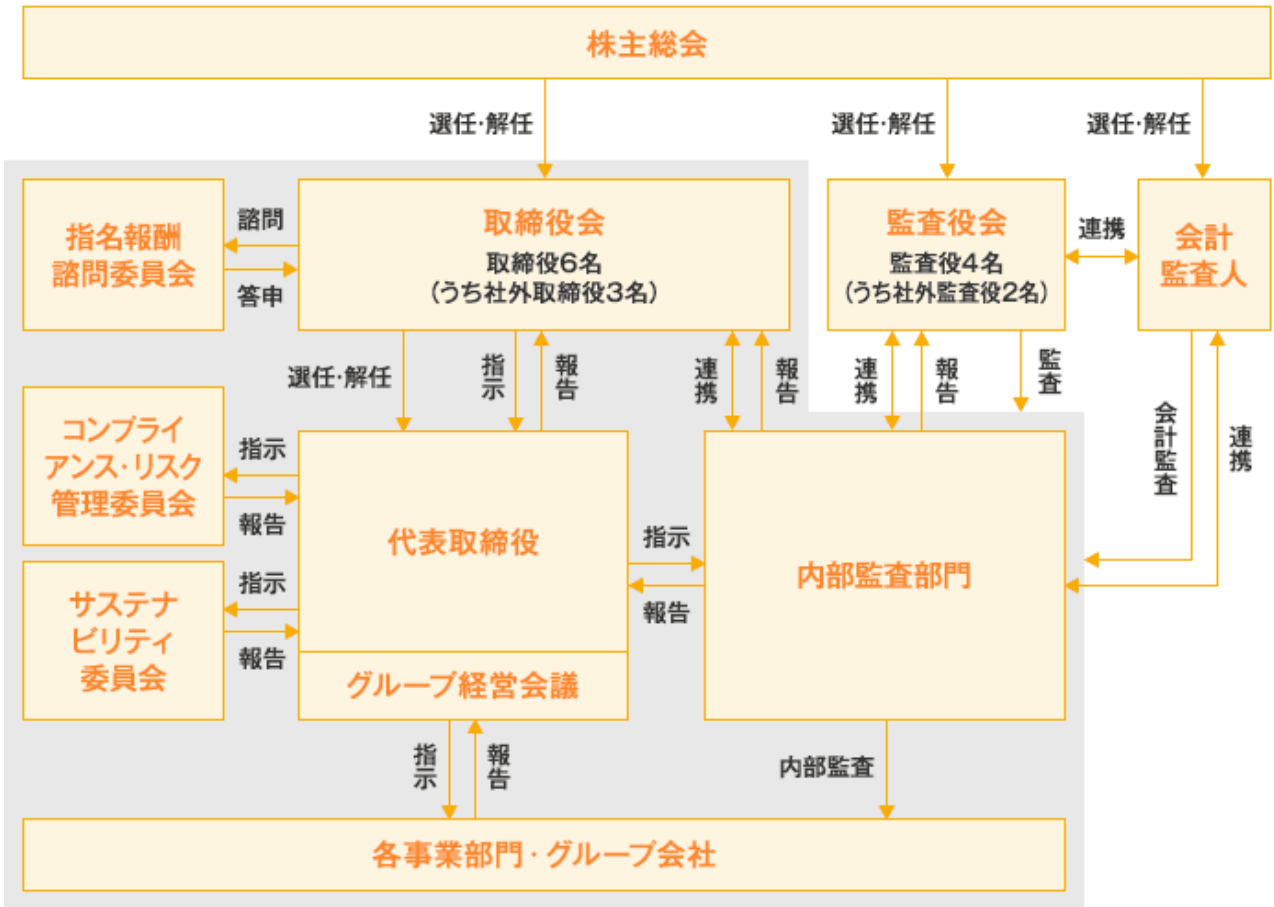 株主総会
選任・解任
選任・解任
選任・解任
指名報酬
諮問委員会
諮問
答申
取締役会
取締役6名
(うち社外取締役3名)
監査役会
監査役4名
(うち社外監査役2名)
連携
会計
監査人
選任・解任
指示
報告
連携
報告
連携
報告
監査
会計監査
連携
コンプライ
アンス・リスク
管理委員会
指示
報告
代表取締役
指示
報告
内部監査部門
サステナ
ビリティ
委員会
指示
報告
グループ経営会議
指示
報告
内部監査
各事業部門・グループ会社